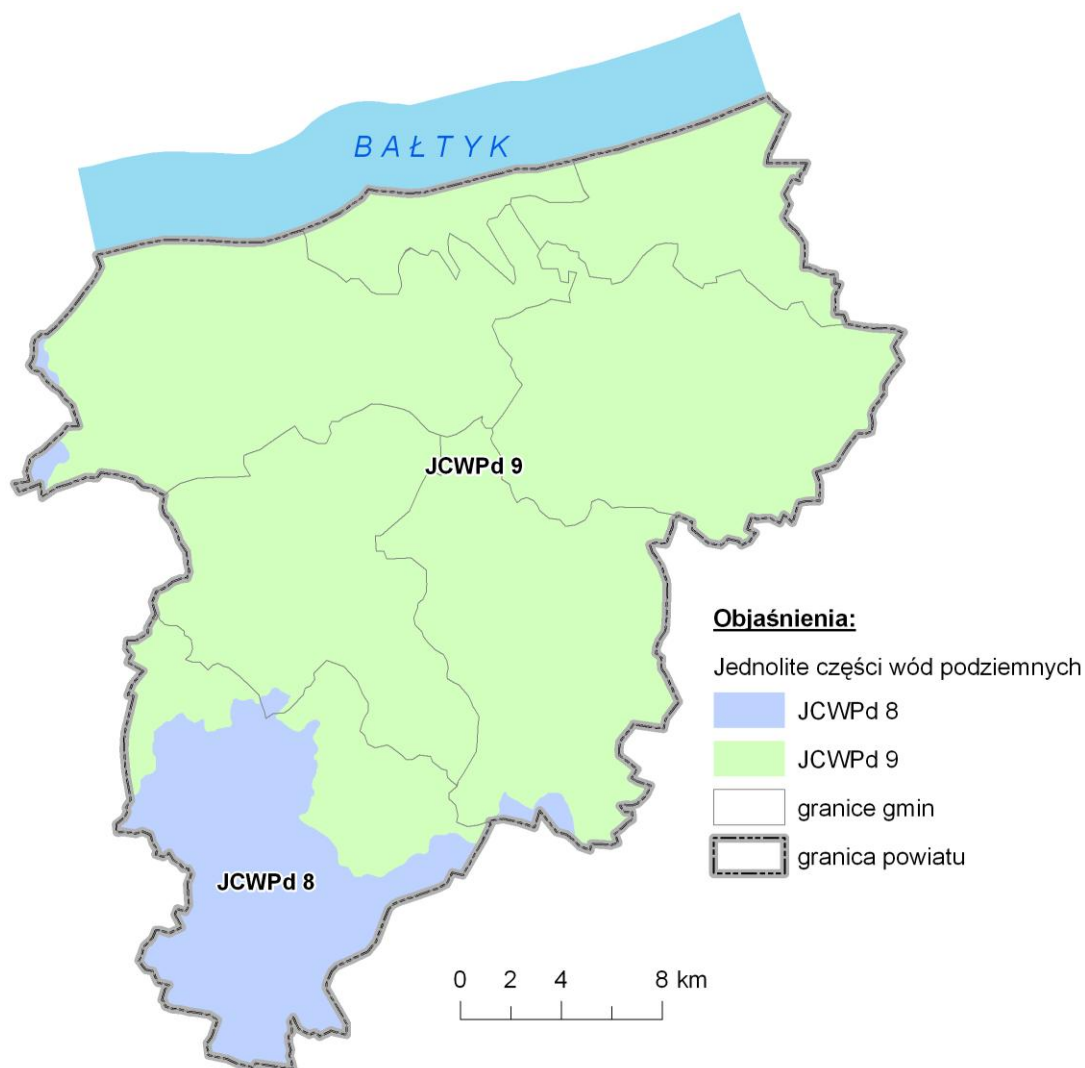 BAŁTYK
JCWPd 9
Objaśnienia:
Jednolite części wód podziemnych
JCWPd 8
JCWPd 9
granice gmin
granica powiatu
JCWPd 8
0 2 4 8 km